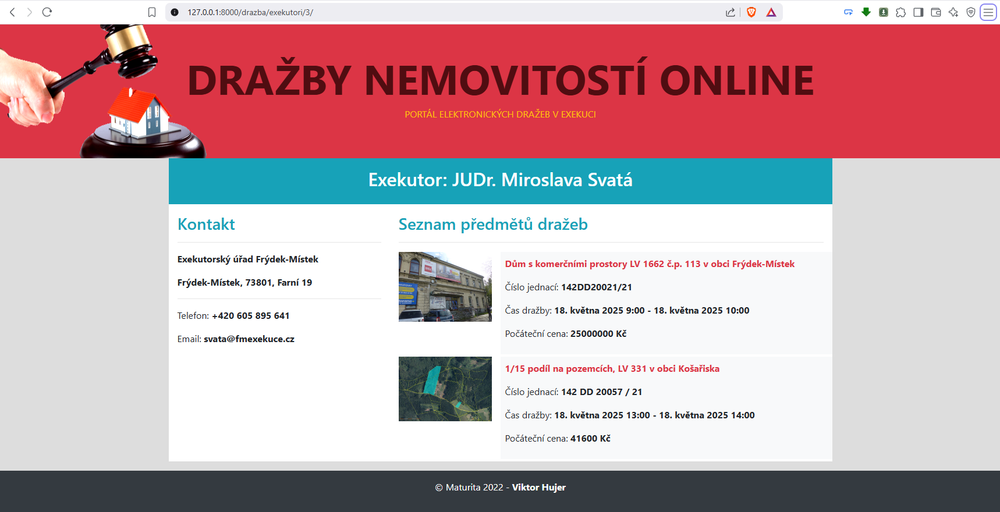 127.0.0.1:8000/drazba/exekutori/3/
DRAŽBY NEMOVITOSTÍ ONLINE
PORTÁL ELEKTRONICKÝCH DRAŽEB V EXEKUCI
Exekutor: JUDr. Miroslava Svatá
Kontakt
Exekutorský úřad Frýdek-Místek
Frýdek-Místek, 73801, Farní 19
Telefon: +420 605 895 641
Email: svata@fmexekuce.cz
Seznam předmětů dražeb
Dům s komerčními prostory LV 1662 č.p. 113 v obci Frýdek-Místek
Číslo jednací: 142DD20021/21
Čas dražby: 18. května 2025 9:00 - 18. května 2025 10:00
Počáteční cena: 25000000 Kč
1/15 podíl na pozemcích, LV 331 v obci Košařiska
Číslo jednací: 142 DD 20057 / 21
Čas dražby: 18. května 2025 13:00 - 18. května 2025 14:00
Počáteční cena: 41600 Kč
© Maturita 2022 - Viktor Hujer